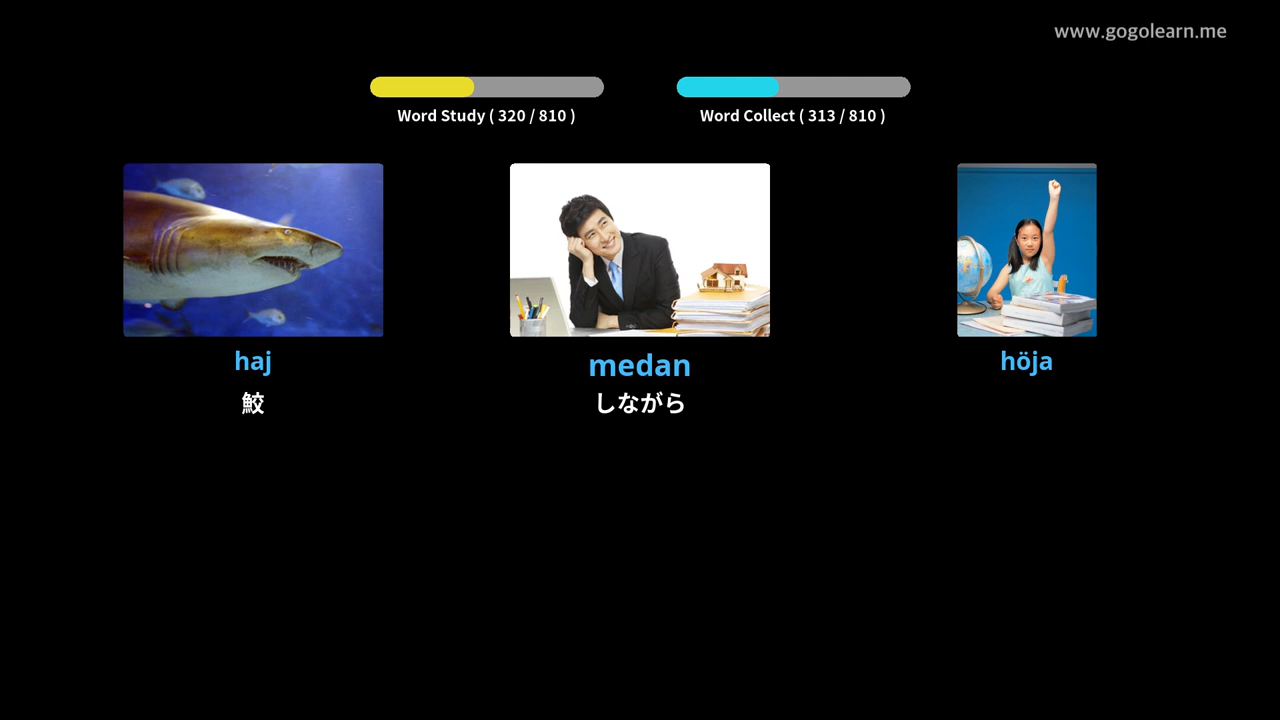 www.gogolearn.me
Word Study ( 320 / 810 )
Word Collect ( 313 / 810 )
haj
鮫
medan
しながら
höja